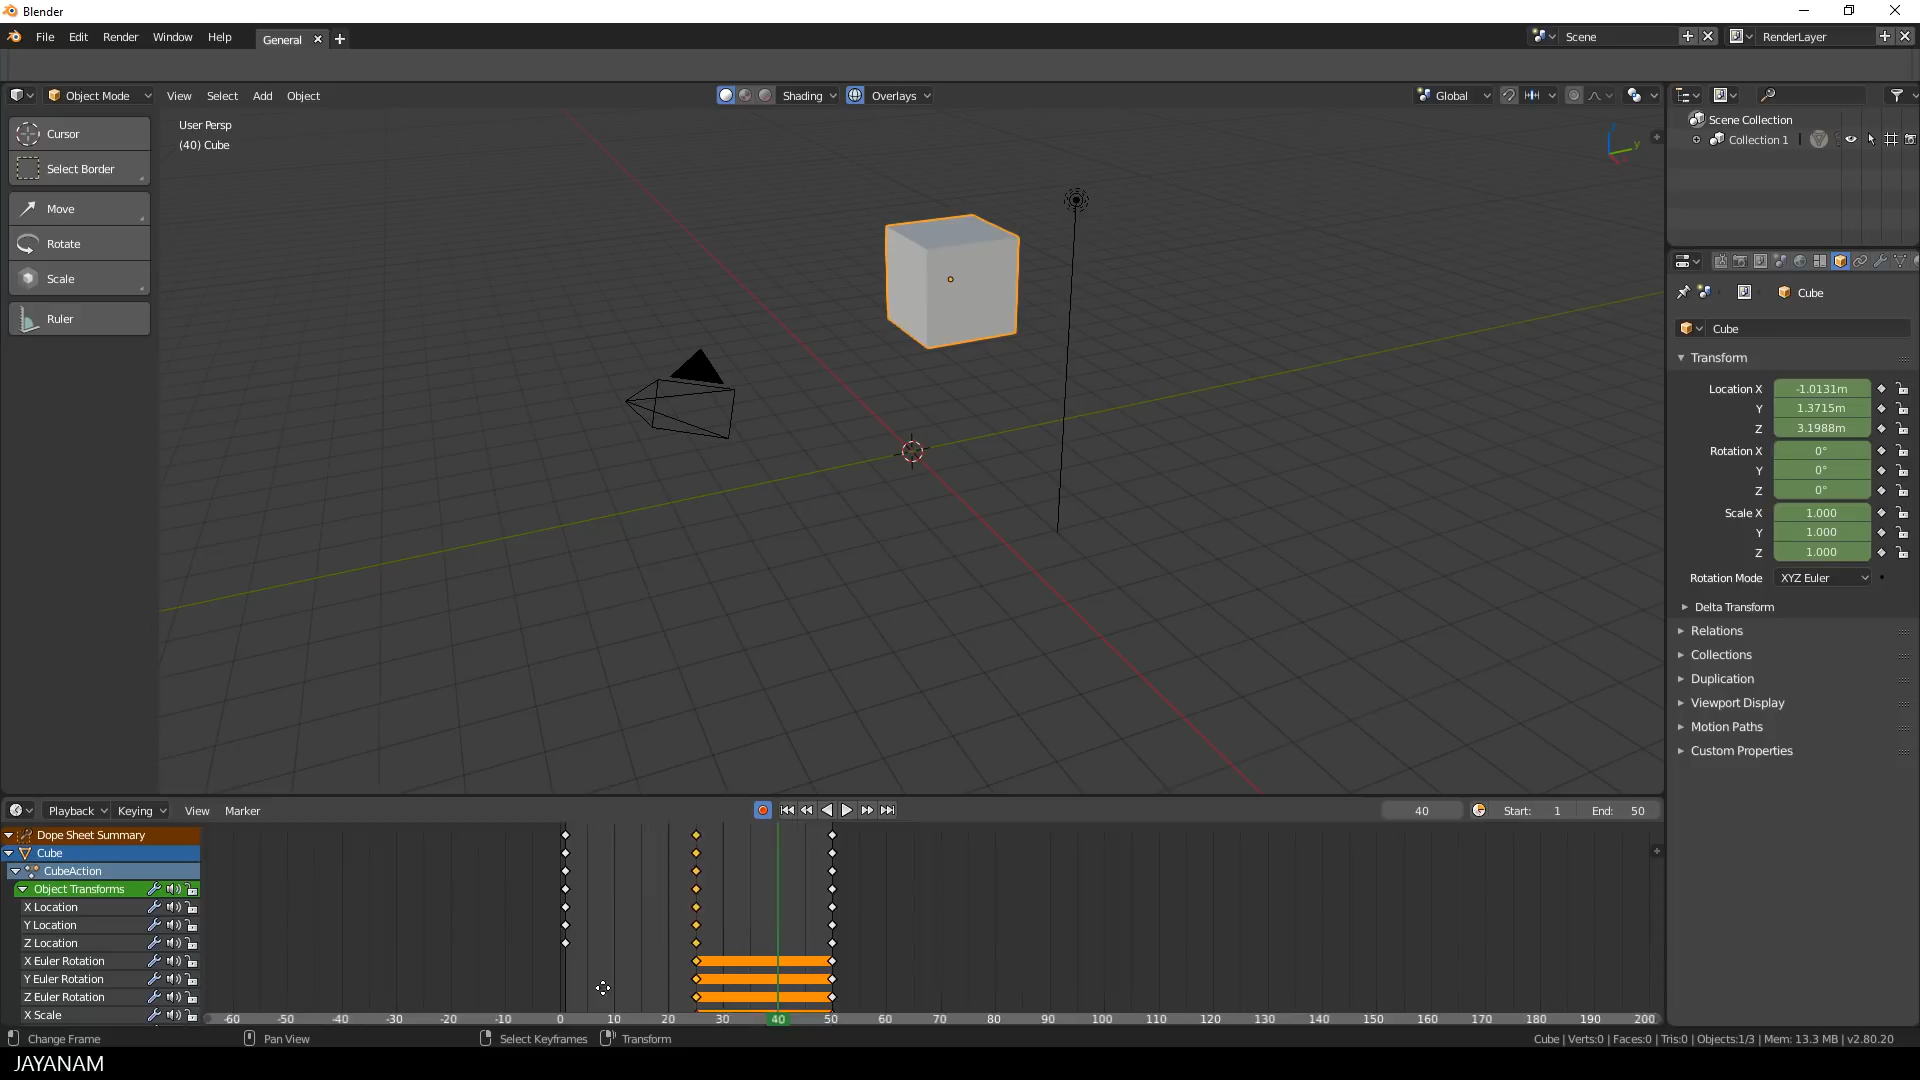 Blender
File Edit Render Window Help General Scene RenderLayer
Object Mode View Select Add Object Shading Overlays Global
Cursor
Select Border
Move
Rotate
Scale
Ruler
User Persp
(40) Cube
z
y
Scene Collection
Collection 1
Cube
Cube
Transform
Location X -1.0131m
Y 1.3715m
Z 3.1988m
Rotation X 0°
Y 0°
Z 0°
Scale X 1.000
Y 1.000
Z 1.000
Rotation Mode XYZ Euler
Delta Transform
Relations
Collections
Duplication
Viewport Display
Motion Paths
Custom Properties
Playback Keying View Marker 40 Start: 1 End: 50
Dope Sheet Summary
Cube
CubeAction
Object Transforms
X Location
Y Location
Z Location
X Euler Rotation
Y Euler Rotation
Z Euler Rotation
X Scale
-60 -50 -40 -30 -20 -10 0 10 20 30 40 50 60 70 80 90 100 110 120 130 140 150 160 170 180 190 200
Change Frame Pan View Select Keyframes Transform Cube | Verts:0 | Faces:0 | Tris:0 | Objects:1/3 | Mem: 13.3 MB | v2.80.20
JAYANAM